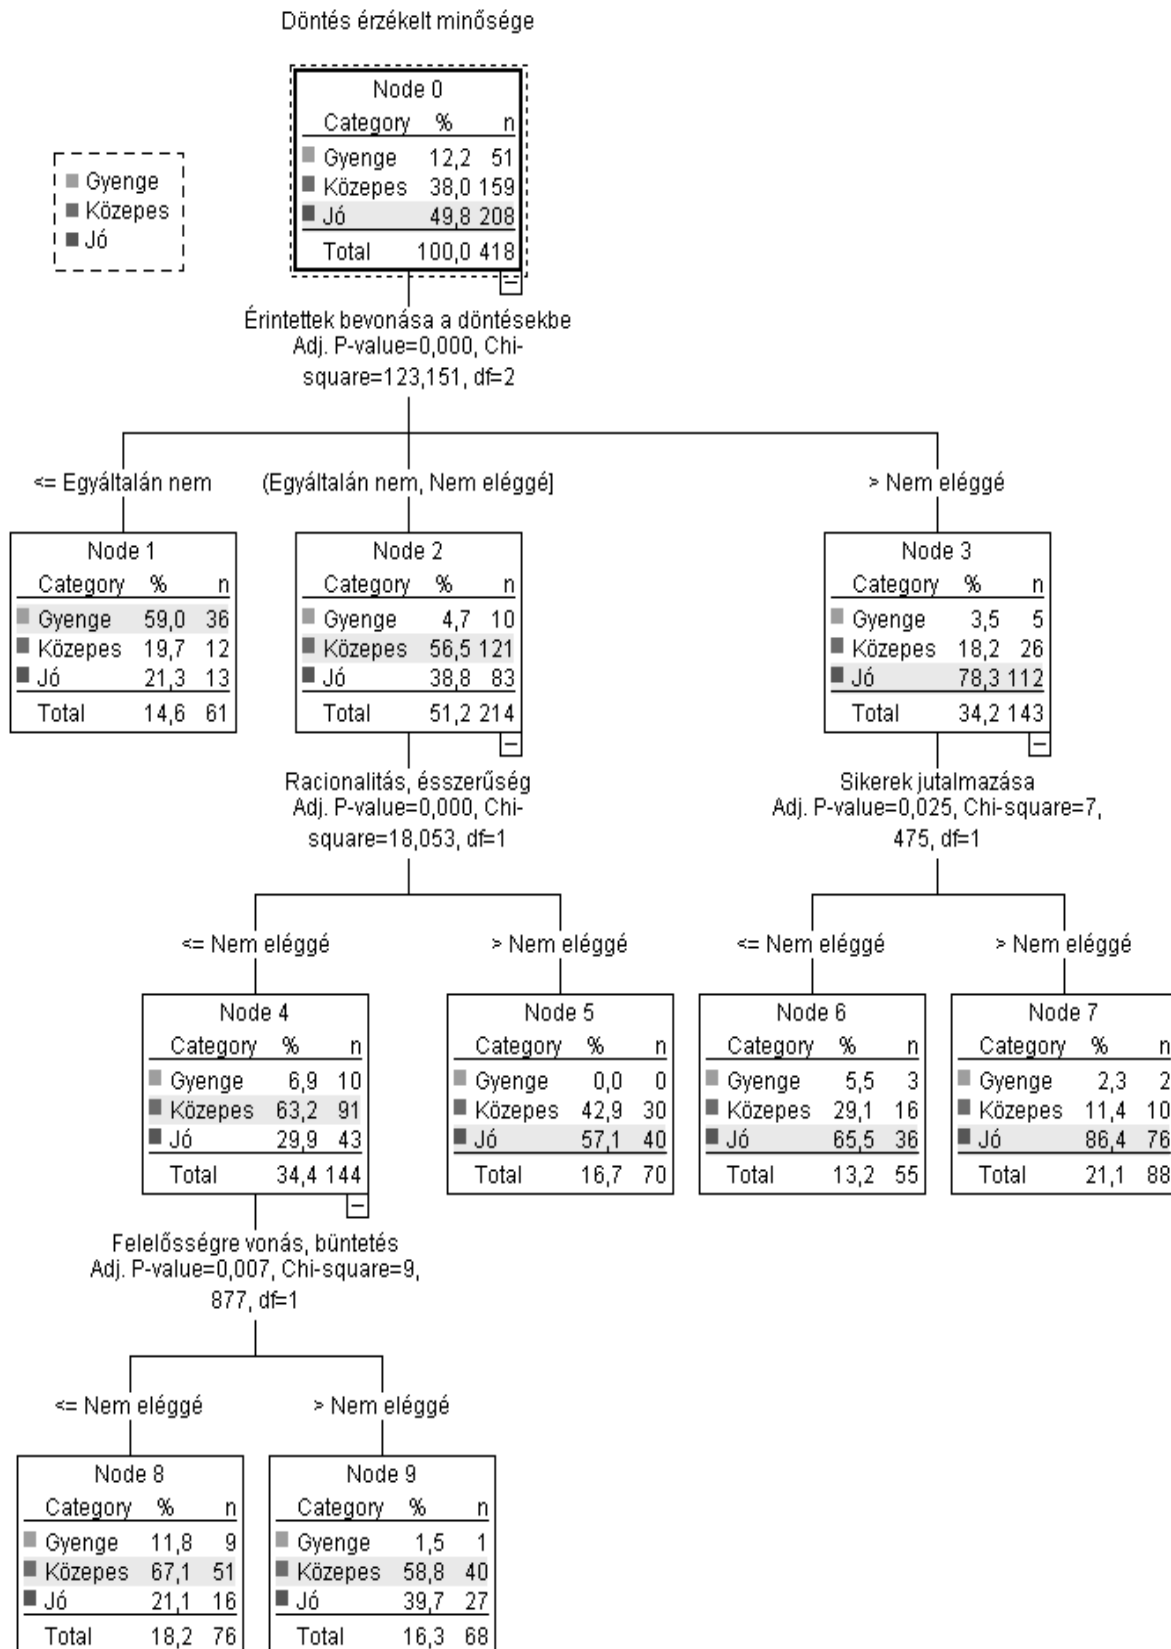 Döntés érzékelt minősége
Node 0
Category % n
Gyenge 12,2 51
Közepes 38,0 159
Jó 49,8 208
Total 100,0 418
Gyenge
Közepes
Jó
Érintettek bevonása a döntésekbe
Adj. P-value=0,000, Chi-
square=123,151, df=2
<= Egyáltalán nem
(Egyáltalán nem, Nem eléggé]
> Nem eléggé
Node 1
Category % n
Gyenge 59,0 36
Közepes 19,7 12
Jó 21,3 13
Total 14,6 61
Node 2
Category % n
Gyenge 4,7 10
Közepes 56,5 121
Jó 38,8 83
Total 51,2 214
Node 3
Category % n
Gyenge 3,5 5
Közepes 18,2 26
Jó 78,3 112
Total 34,2 143
Racionalitás, ésszerűség
Adj. P-value=0,000, Chi-
square=18,053, df=1
Sikerek jutalmazása
Adj. P-value=0,025, Chi-square=7,
475, df=1
<= Nem eléggé
> Nem eléggé
<= Nem eléggé
> Nem eléggé
Node 4
Category % n
Gyenge 6,9 10
Közepes 63,2 91
Jó 29,9 43
Total 34,4 144
Node 5
Category % n
Gyenge 0,0 0
Közepes 42,9 30
Jó 57,1 40
Total 16,7 70
Node 6
Category % n
Gyenge 5,5 3
Közepes 29,1 16
Jó 65,5 36
Total 13,2 55
Node 7
Category % n
Gyenge 2,3 2
Közepes 11,4 10
Jó 86,4 76
Total 21,1 88
Felelősségre vonás, büntetés
Adj. P-value=0,007, Chi-square=9,
877, df=1
<= Nem eléggé
> Nem eléggé
Node 8
Category % n
Gyenge 11,8 9
Közepes 67,1 51
Jó 21,1 16
Total 18,2 76
Node 9
Category % n
Gyenge 1,5 1
Közepes 58,8 40
Jó 39,7 27
Total 16,3 68